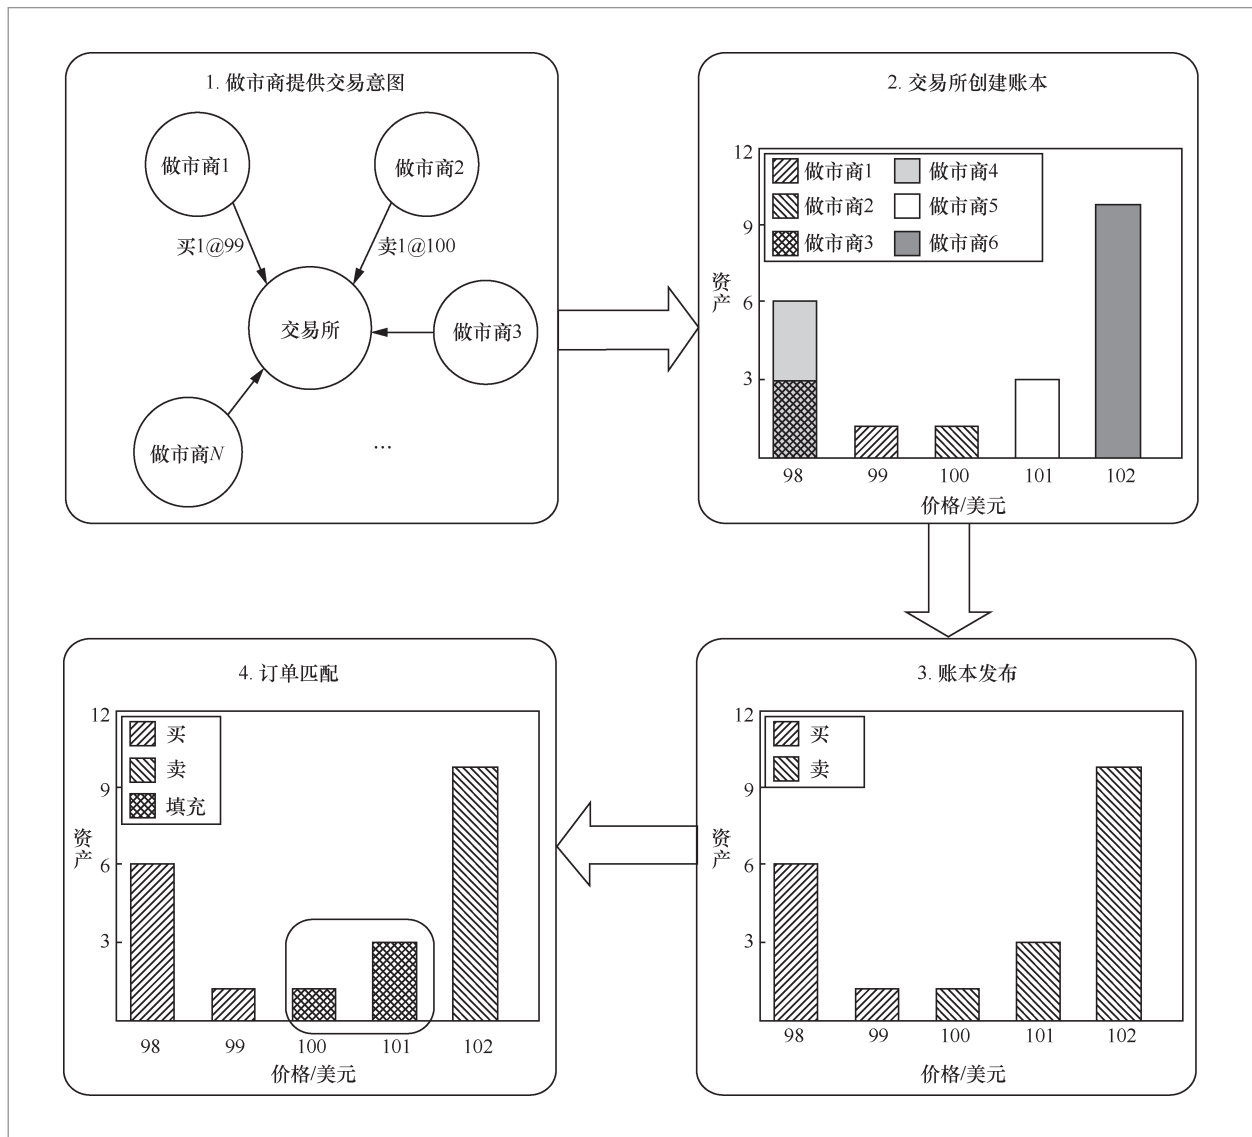 1. 做市商提供交易意图
做市商1
做市商2
买1@99
卖1@100
交易所
做市商3
做市商N
...
2. 交易所创建账本
12
9
6
3
资产
做市商1
做市商4
做市商2
做市商5
做市商3
做市商6
98 99 100 101 102
价格/美元
3. 账本发布
12
9
6
3
资产
买
卖
98 99 100 101 102
价格/美元
4. 订单匹配
12
9
6
3
资产
买
卖
填充
98 99 100 101 102
价格/美元